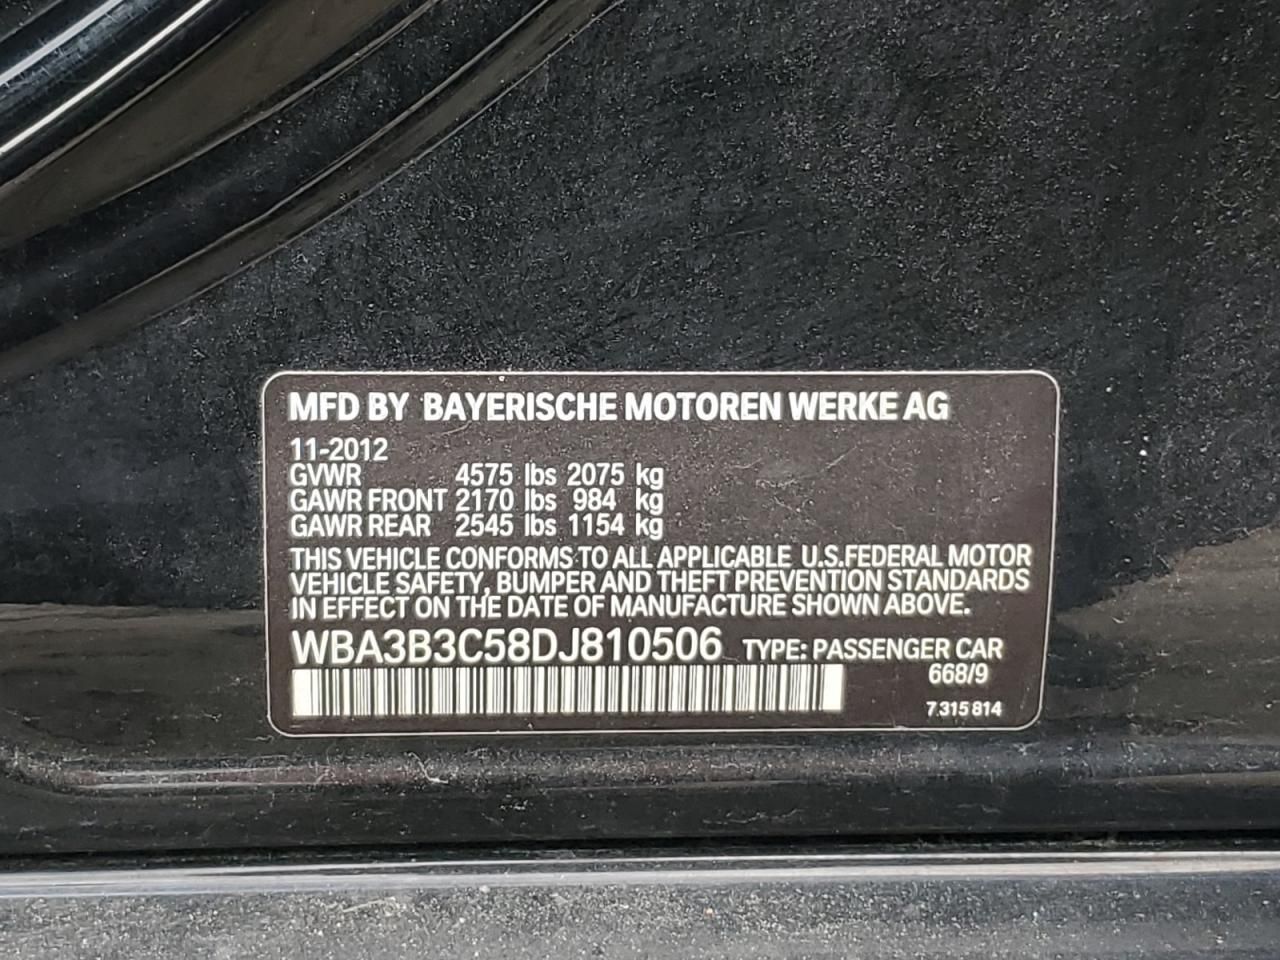 MFD BY BAYERISCHE MOTOREN WERKE AG
11-2012
GVWR 4575 lbs 2075 kg
GAWR FRONT 2170 lbs 984 kg
GAWR REAR 2545 lbs 1154 kg
THIS VEHICLE CONFORMS TO ALL APPLICABLE U.S.FEDERAL MOTOR
VEHICLE SAFETY, BUMPER AND THEFT PREVENTION STANDARDS
IN EFFECT ON THE DATE OF MANUFACTURE SHOWN ABOVE.
WBA3B3C58DJ810506 TYPE: PASSENGER CAR
668/9
7 315 814